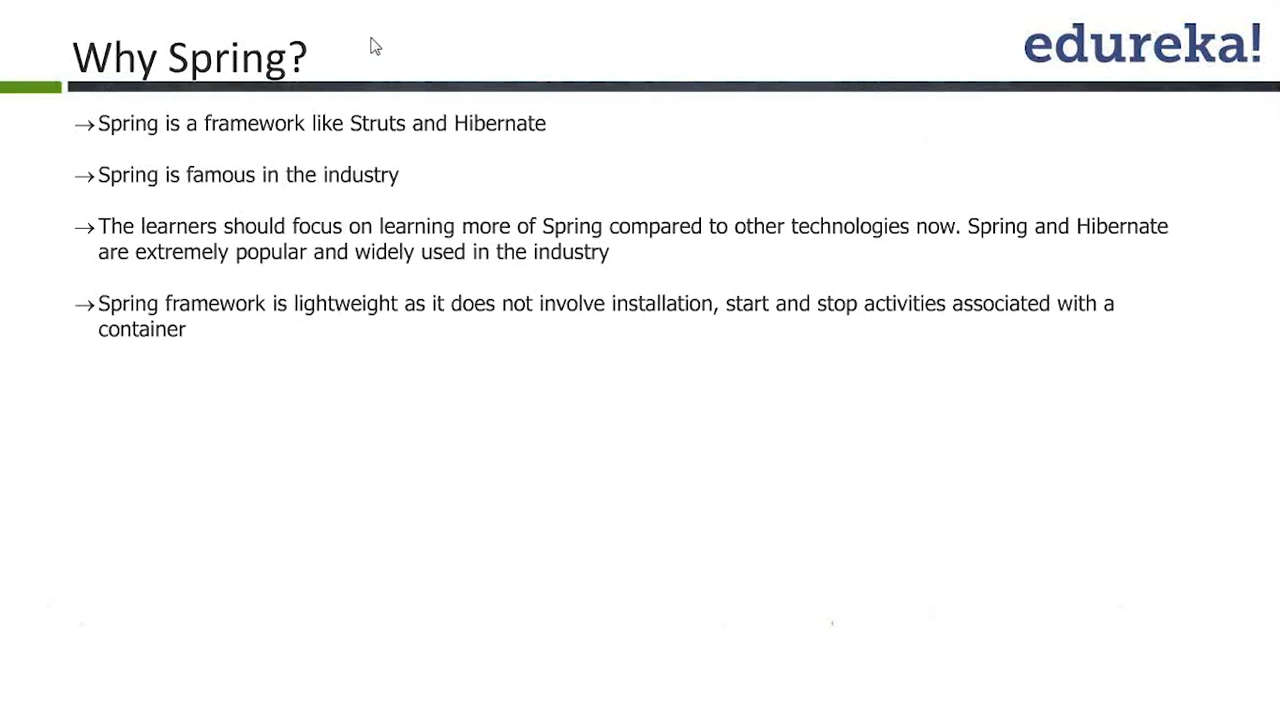 Why Spring?
edureka!
→Spring is a framework like Struts and Hibernate
→Spring is famous in the industry
→The learners should focus on learning more of Spring compared to other technologies now. Spring and Hibernate
are extremely popular and widely used in the industry
→Spring framework is lightweight as it does not involve installation, start and stop activities associated with a
container